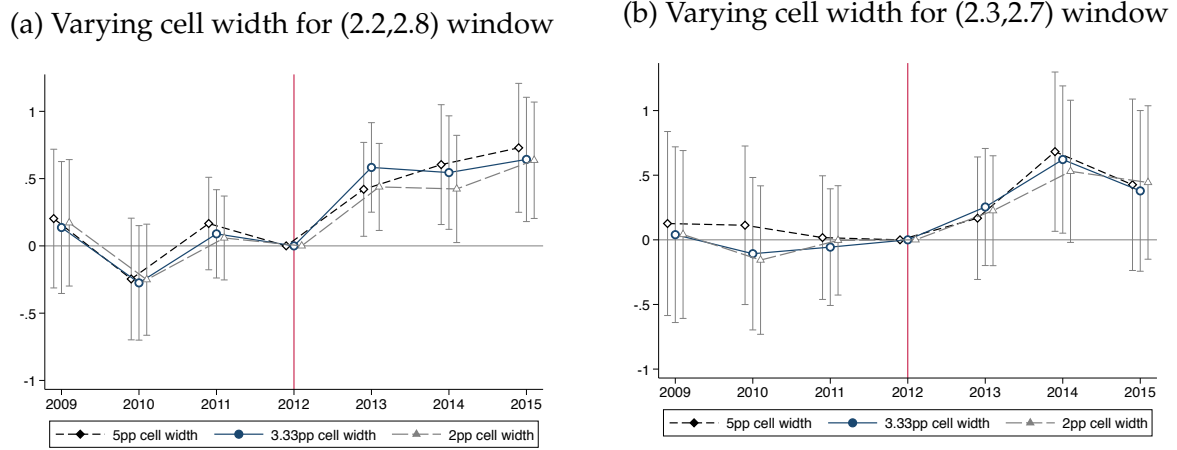 (a) Varying cell width for (2.2,2.8) window
1
.5
0
-.5
-1
2009 2010 2011 2012 2013 2014 2015
5pp cell width 3.33pp cell width 2pp cell width
(b) Varying cell width for (2.3,2.7) window
1
.5
0
-.5
-1
2009 2010 2011 2012 2013 2014 2015
5pp cell width 3.33pp cell width 2pp cell width